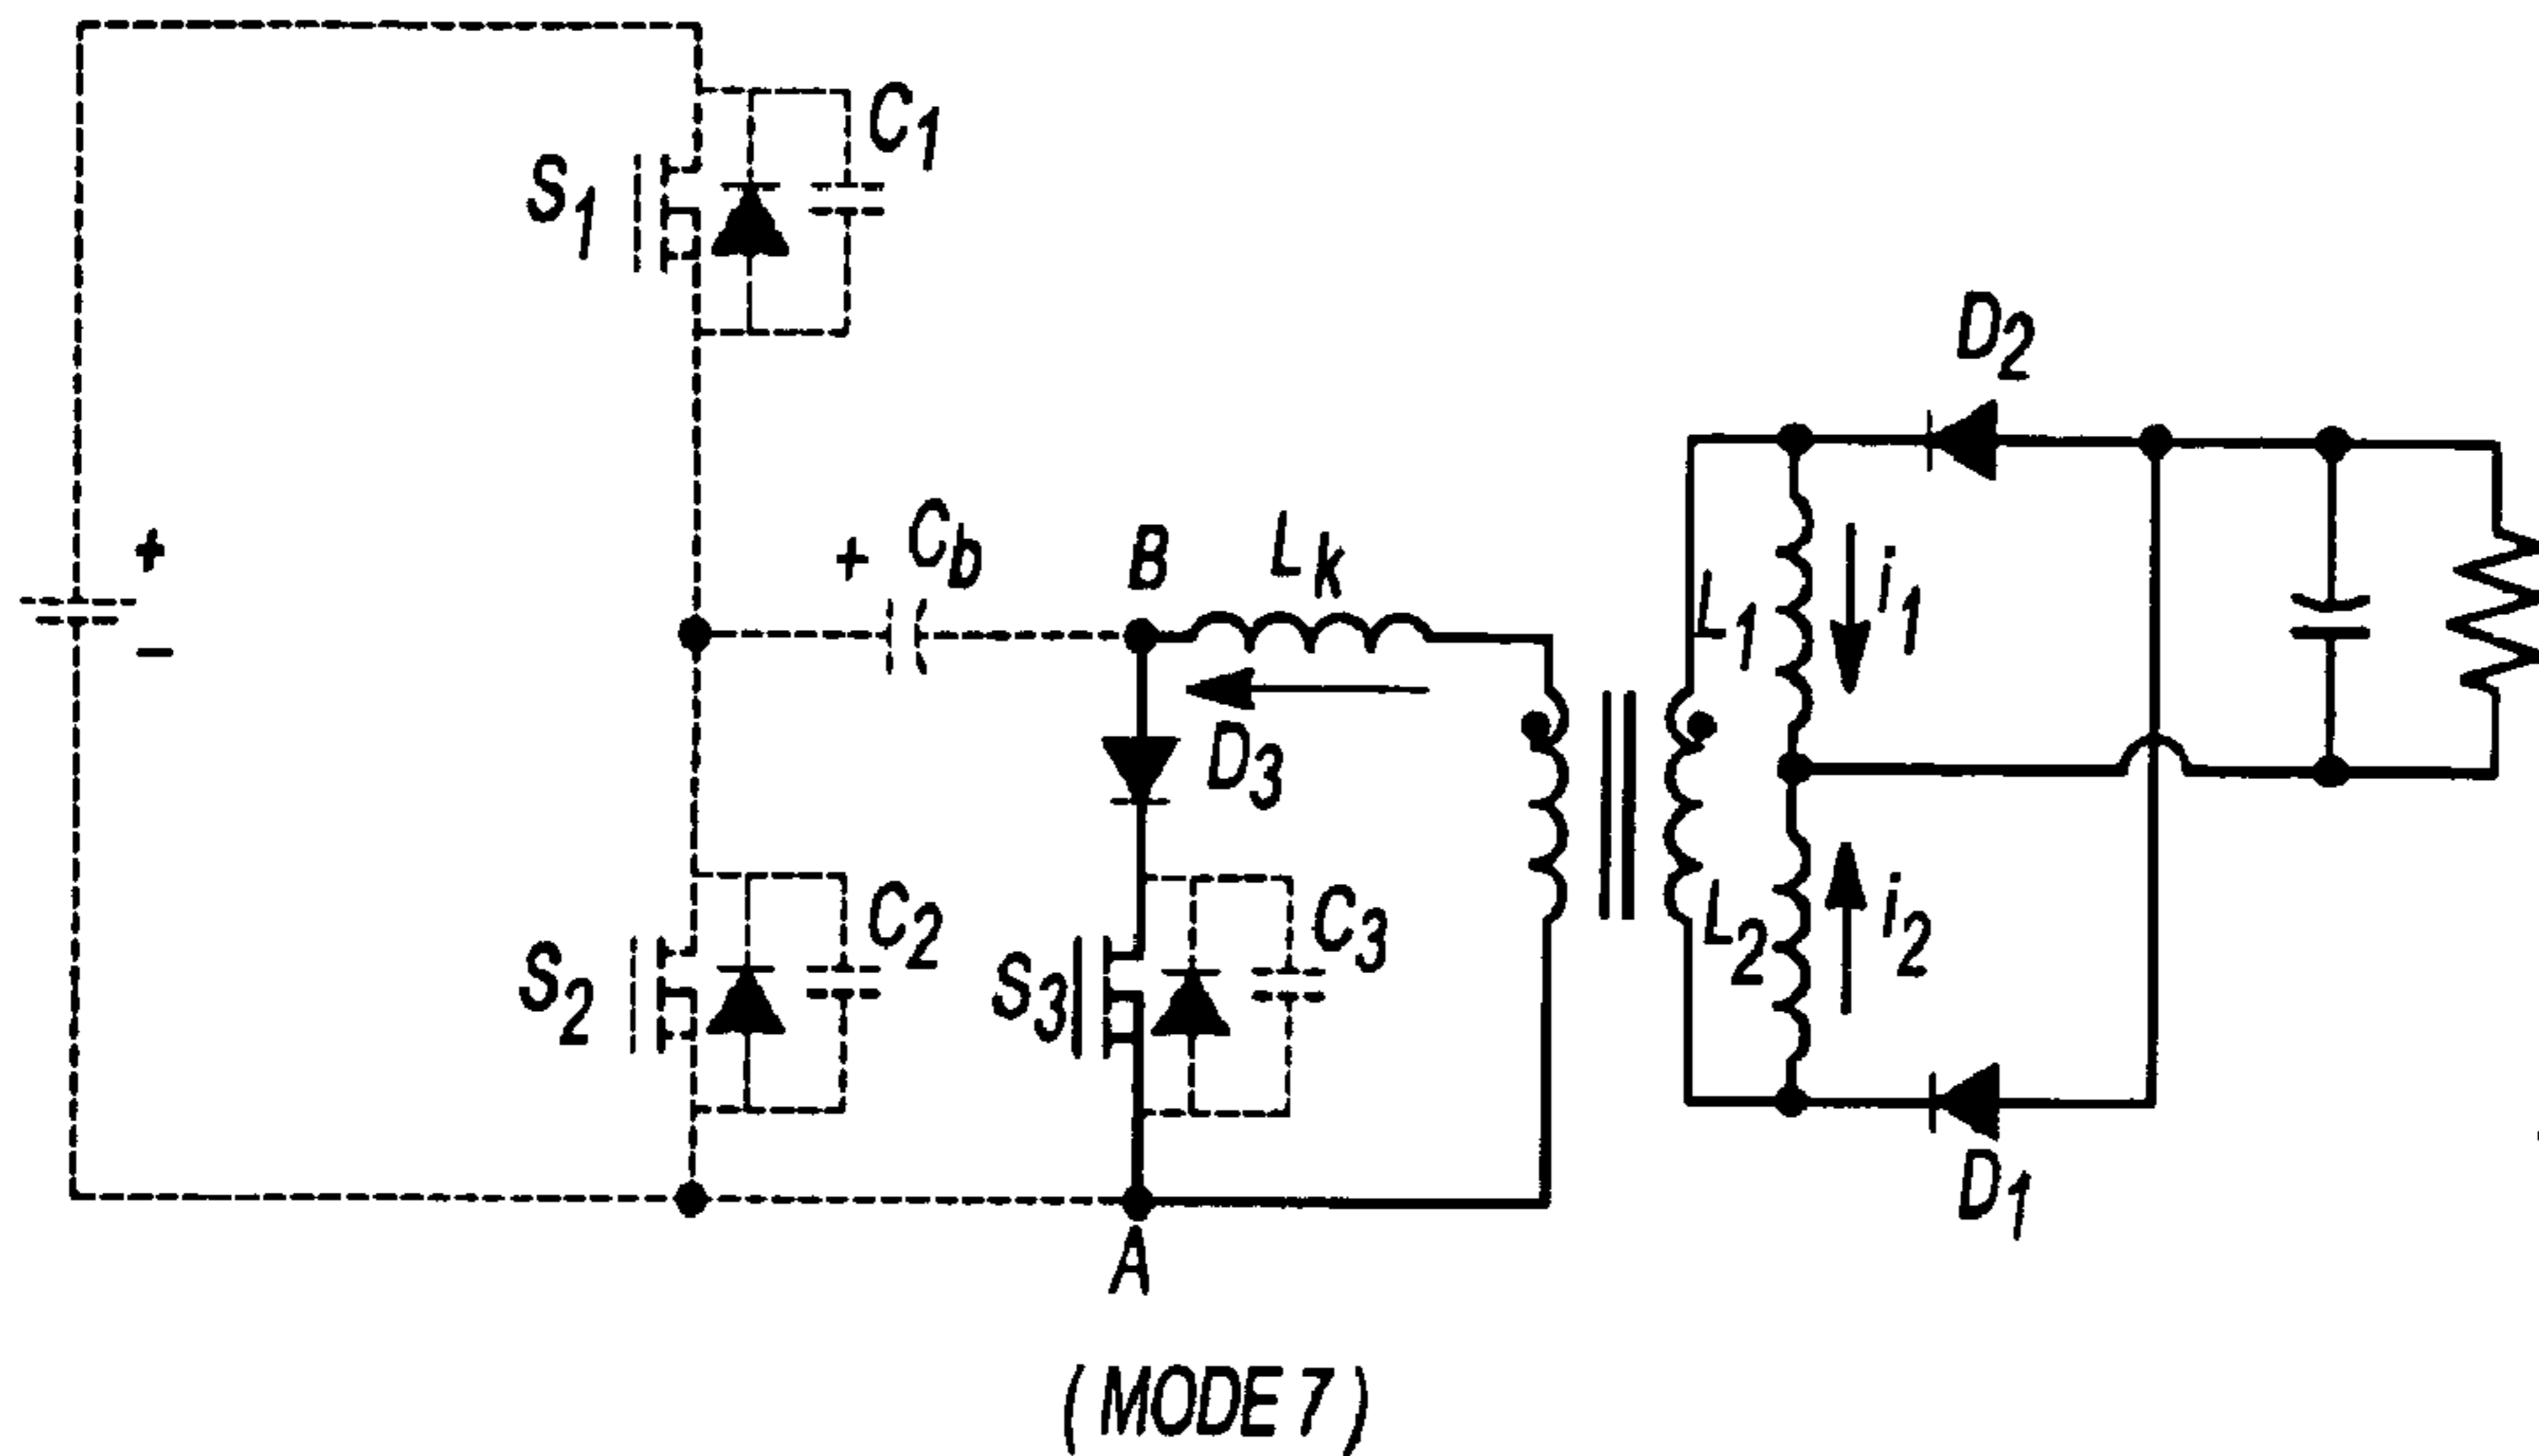 C1
S1
D2
+
+ Cb
B
Lk
L1
i1
−
D3
C2
C3
L2
i2
S2
S3
D1
A
( MODE 7 )